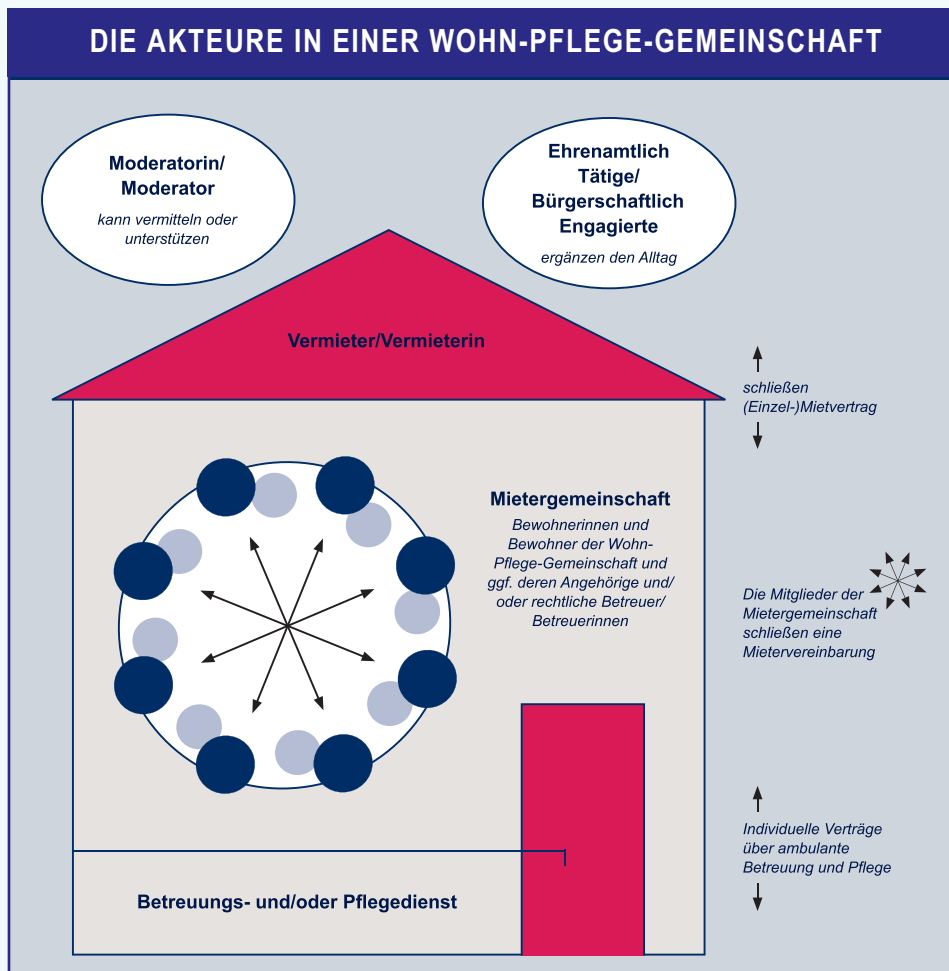 DIE AKTEURE IN EINER WOHN-PFLEGE-GEMEINSCHAFT
Moderatorin/
Moderator
kann vermitteln oder
unterstützen
Ehrenamtlich
Tätige/
Bürgerschaftlich
Engagierte
ergänzen den Alltag
Vermieter/Vermieterin
schließen
(Einzel-)Mietvertrag
Mietergemeinschaft
Bewohnerinnen und
Bewohner der Wohn-
Pflege-Gemeinschaft und
ggf. deren Angehörige und/
oder rechtliche Betreuer/
Betreuerinnen
Die Mitglieder der
Mietergemeinschaft
schließen eine
Mietervereinbarung
Individuelle Verträge
über ambulante
Betreuung und Pflege
Betreuungs- und/oder Pflegedienst